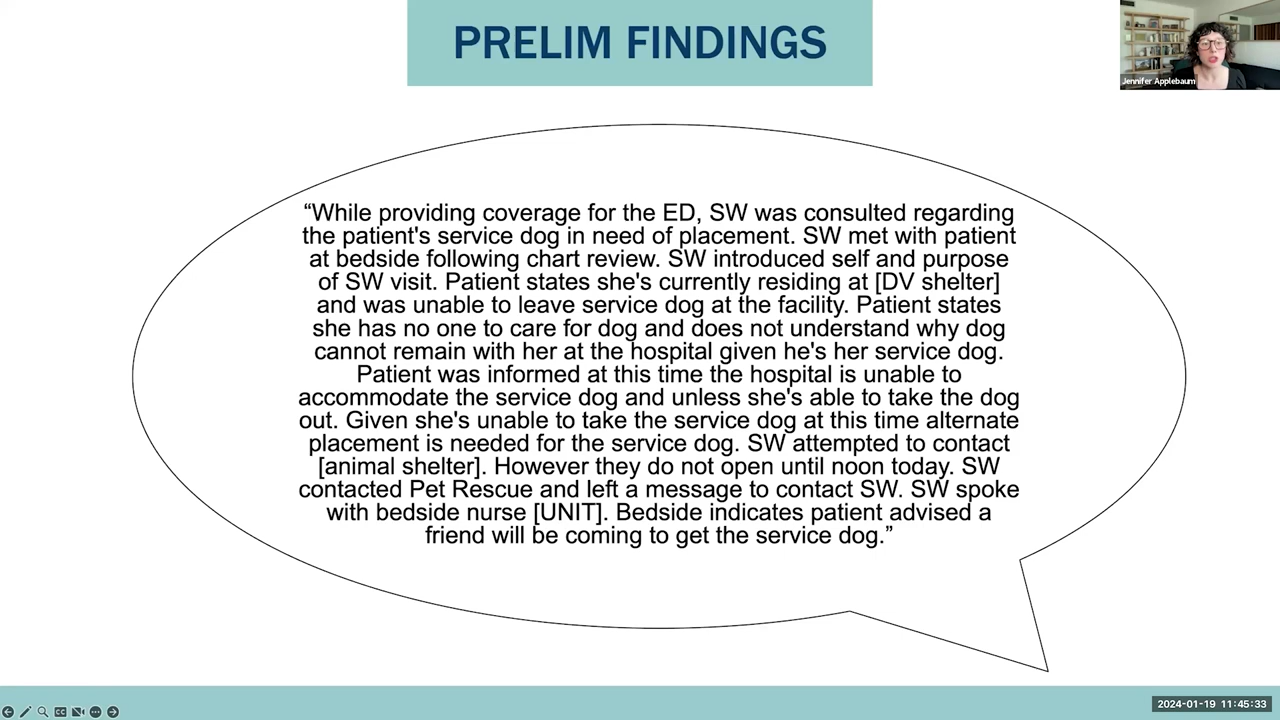 PRELIM FINDINGS
Jennifer Applebaum
“While providing coverage for the ED, SW was consulted regarding
the patient's service dog in need of placement. SW met with patient
at bedside following chart review. SW introduced self and purpose
of SW visit. Patient states she's currently residing at [DV shelter]
and was unable to leave service dog at the facility. Patient states
she has no one to care for dog and does not understand why dog
cannot remain with her at the hospital given he's her service dog.
Patient was informed at this time the hospital is unable to
accommodate the service dog and unless she's able to take the dog
out. Given she's unable to take the service dog at this time alternate
placement is needed for the service dog. SW attempted to contact
[animal shelter]. However they do not open until noon today. SW
contacted Pet Rescue and left a message to contact SW. SW spoke
with bedside nurse [UNIT]. Bedside indicates patient advised a
friend will be coming to get the service dog.”
CC
2024-01-19 11:45:33